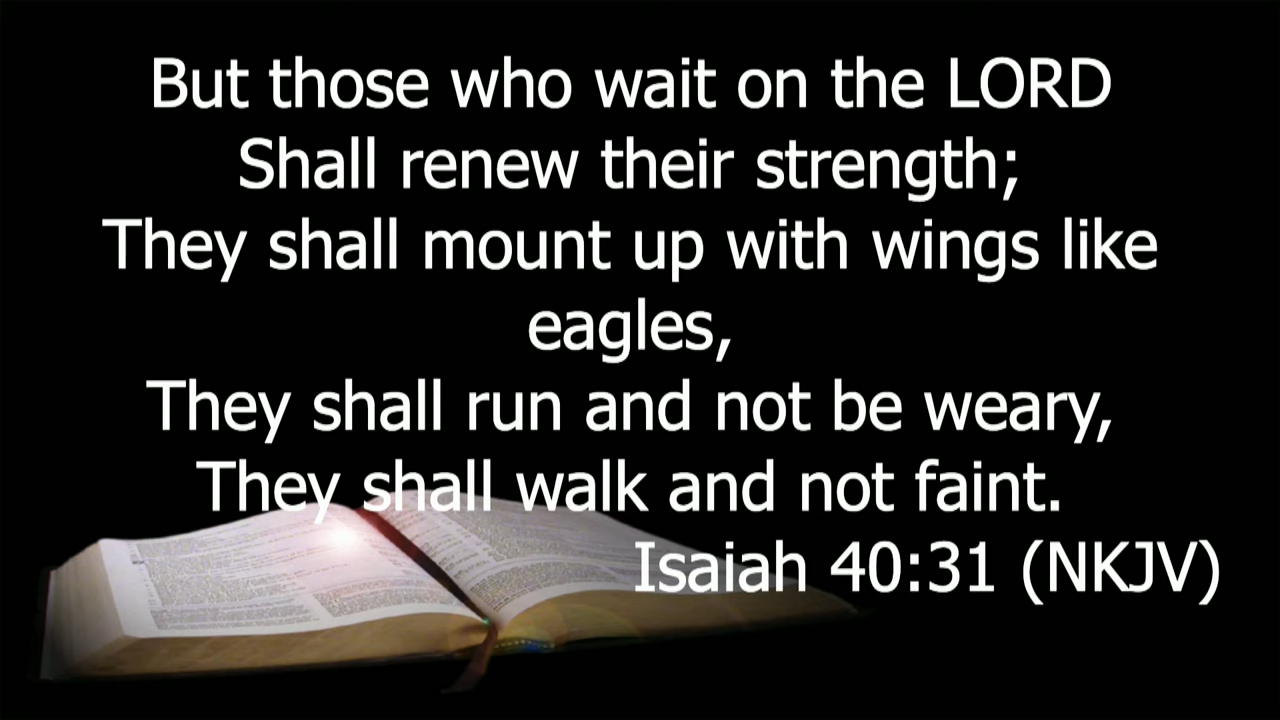 But those who wait on the LORD
Shall renew their strength;
They shall mount up with wings like
eagles,
They shall run and not be weary,
They shall walk and not faint.
Isaiah 40:31 (NKJV)